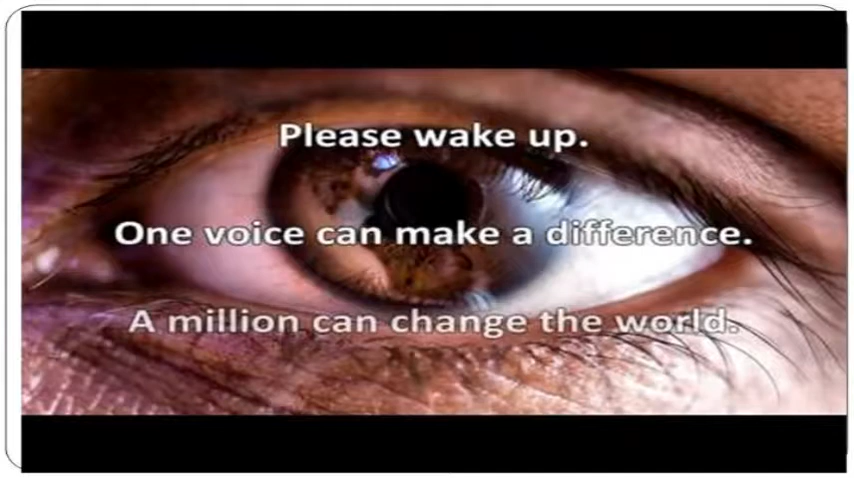 Please wake up.
One voice can make a difference.
A million can change the world.